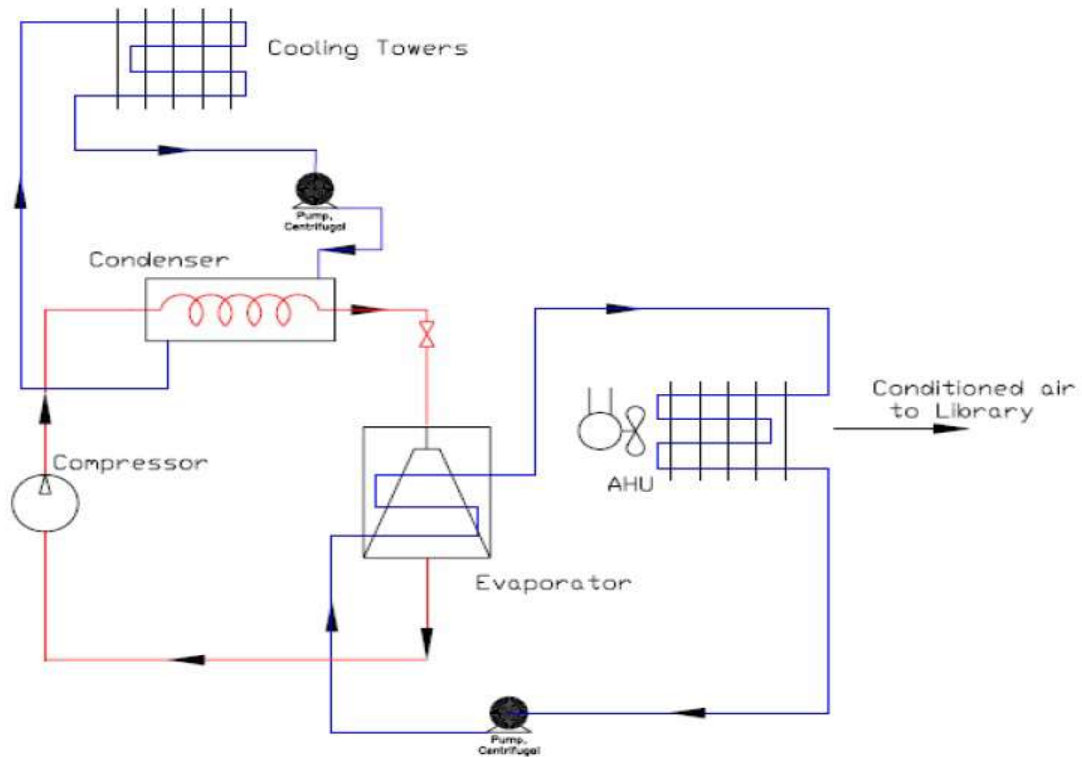 Cooling Towers
Pump,
Centrifugal
Condenser
Conditioned air
to Library
Compressor
AHU
Evaporator
Pump,
Centrifugal